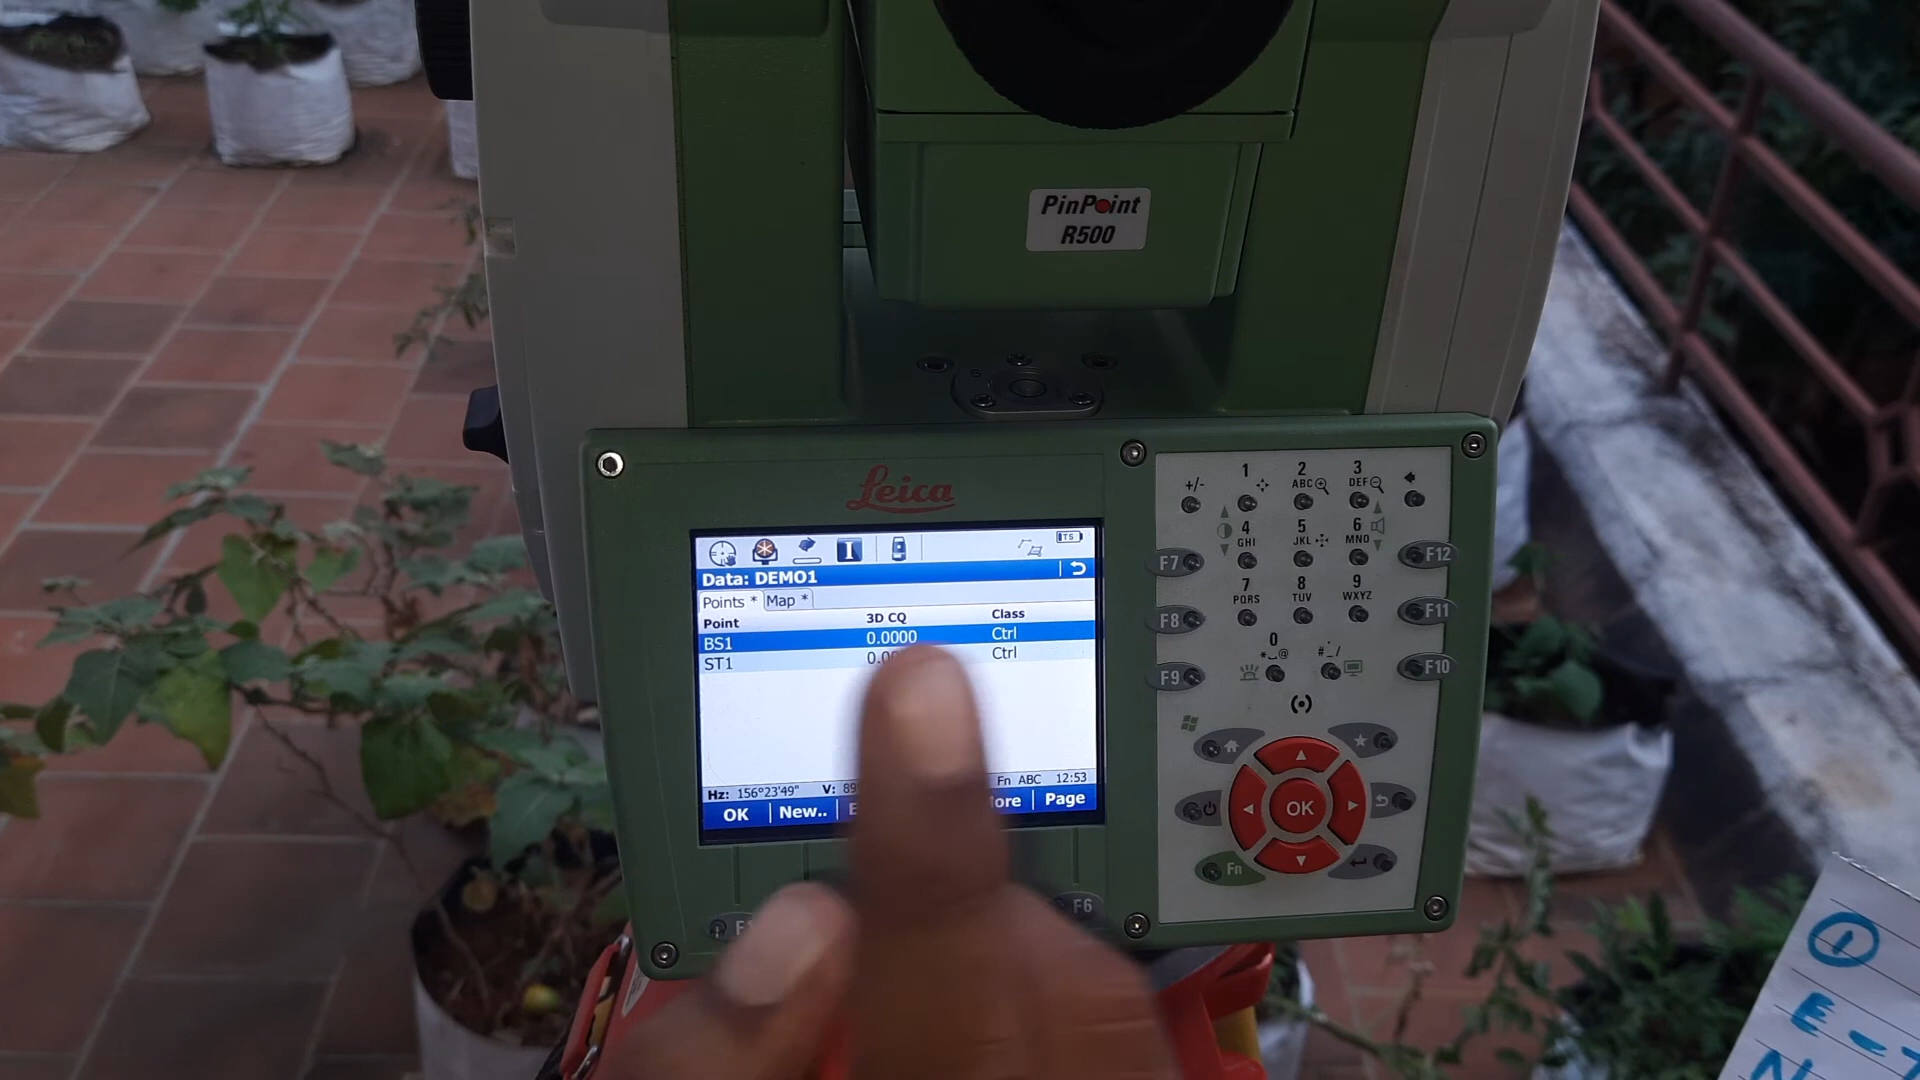 PinPoint
R500
Leica
TS
Data: DEMO1
Points * Map *
Point 3D CQ Class
BS1 0.0000 Ctrl
ST1 Ctrl
Hz: 156°23'49" V: Fn ABC 12:53
OK New.. Page
+/- 1 2 ABC 3 DEF
4 GHI 5 JKL 6 MNO
7 PQRS 8 TUV 9 WXYZ
0 *_@ #_/
F7 F12
F8 F11
F9 F10
OK
Fn
F6
1
E-
N